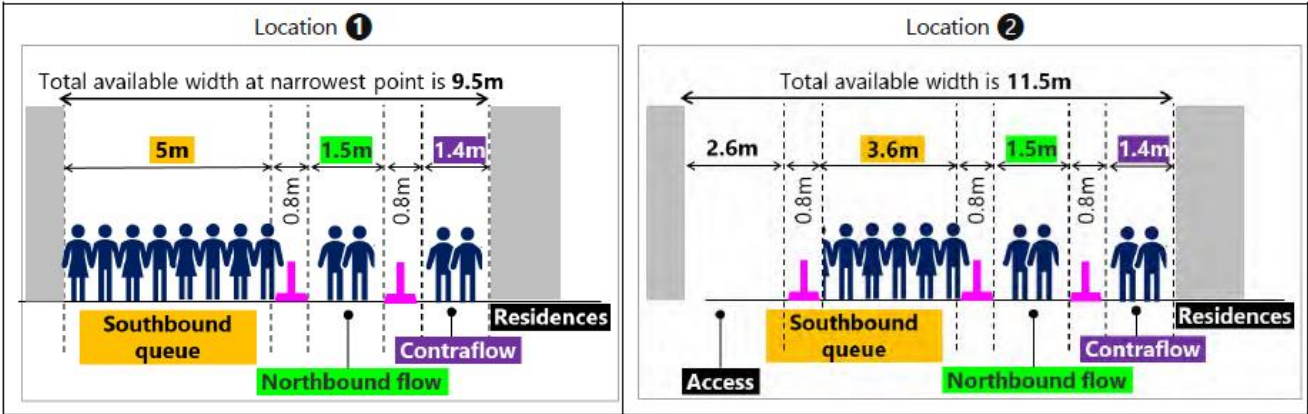 Location ❶
Total available width at narrowest point is 9.5m
5m
0.8m
1.5m
0.8m
1.4m
Residences
Southbound
queue
Contraflow
Northbound flow
Location ❷
Total available width is 11.5m
2.6m
0.8m
3.6m
0.8m
1.5m
0.8m
1.4m
Residences
Southbound
queue
Contraflow
Access
Northbound flow